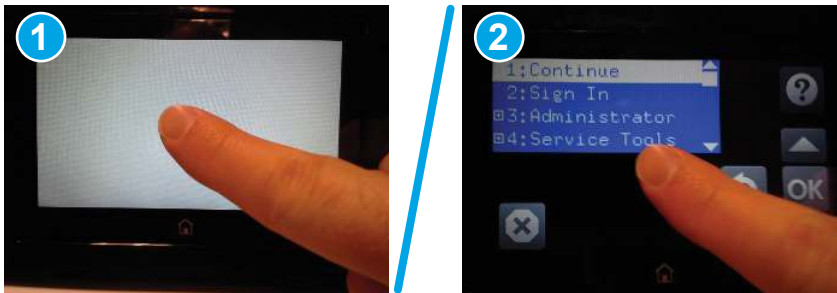 1
2
1:Continue
2:Sign In
3:Administrator
4:Service Tools
?
OK